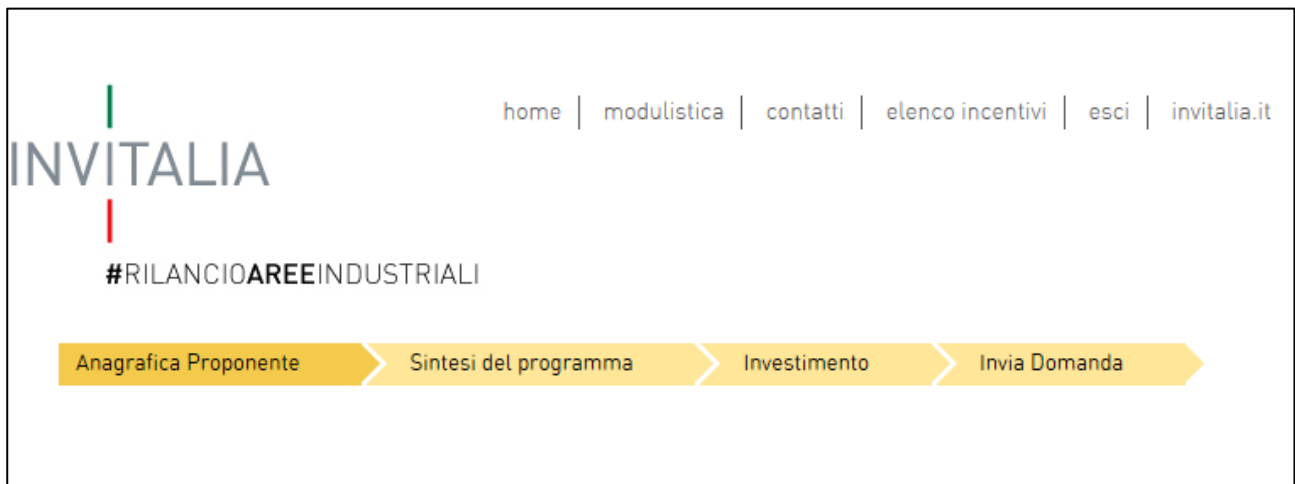 home | modulistica | contatti | elenco incentivi | esci | invitalia.it
INVITALIA
#RILANCIOAREEINDUSTRIALI
Anagrafica Proponente Sintesi del programma Investimento Invia Domanda